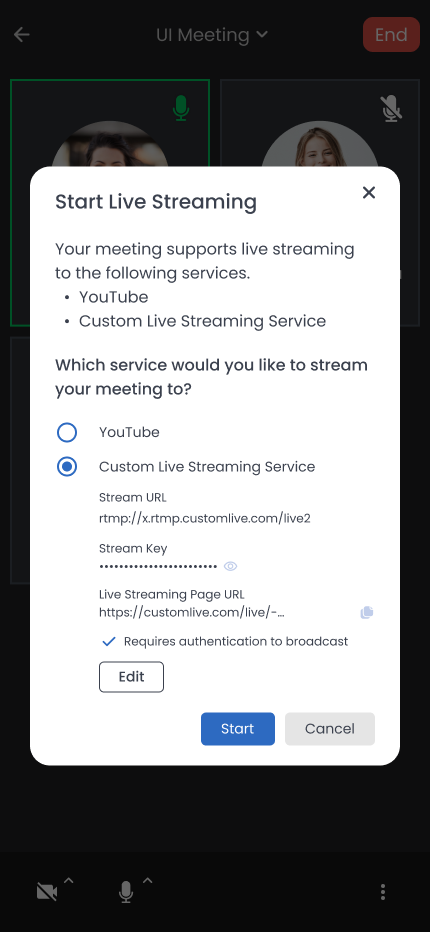 UI Meeting
End
Start Live Streaming
Your meeting supports live streaming
to the following services.
• YouTube
• Custom Live Streaming Service
Which service would you like to stream
your meeting to?
YouTube
Custom Live Streaming Service
Stream URL
rtmp://x.rtmp.customlive.com/live2
Stream Key
Live Streaming Page URL
https://customlive.com/live/-...
Requires authentication to broadcast
Edit
Start
Cancel